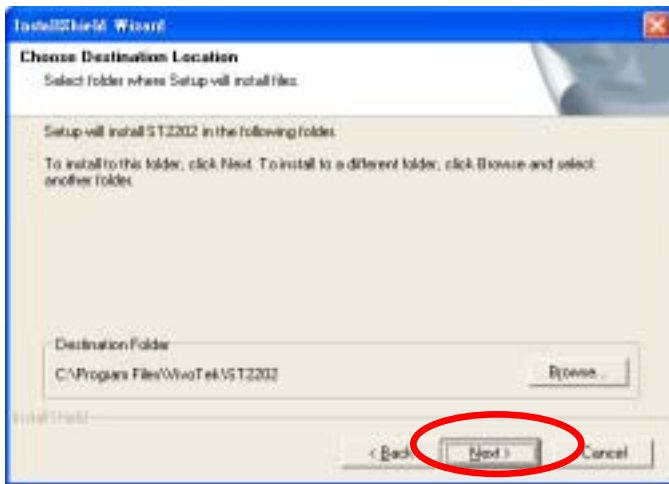 InstallShield Wizard
Choose Destination Location
Select folder where Setup will install files.
Setup will install ST2202 in the following folder.
To install to this folder, click Next. To install to a different folder, click Browse and select
another folder.
Destination Folder
C:\Program Files\VivoTek\ST2202
Browse...
InstallShield
< Back
Next >
Cancel